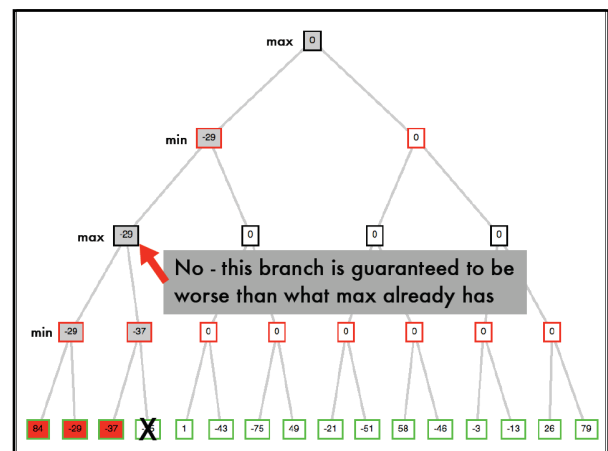 max 0
min -29 0
max -29 0 0 0
No - this branch is guaranteed to be
worse than what max already has
min -29 -37 0 0 0 0 0 0
84 -29 -37 1 -43 -75 49 -21 -51 58 -46 -3 -13 26 79